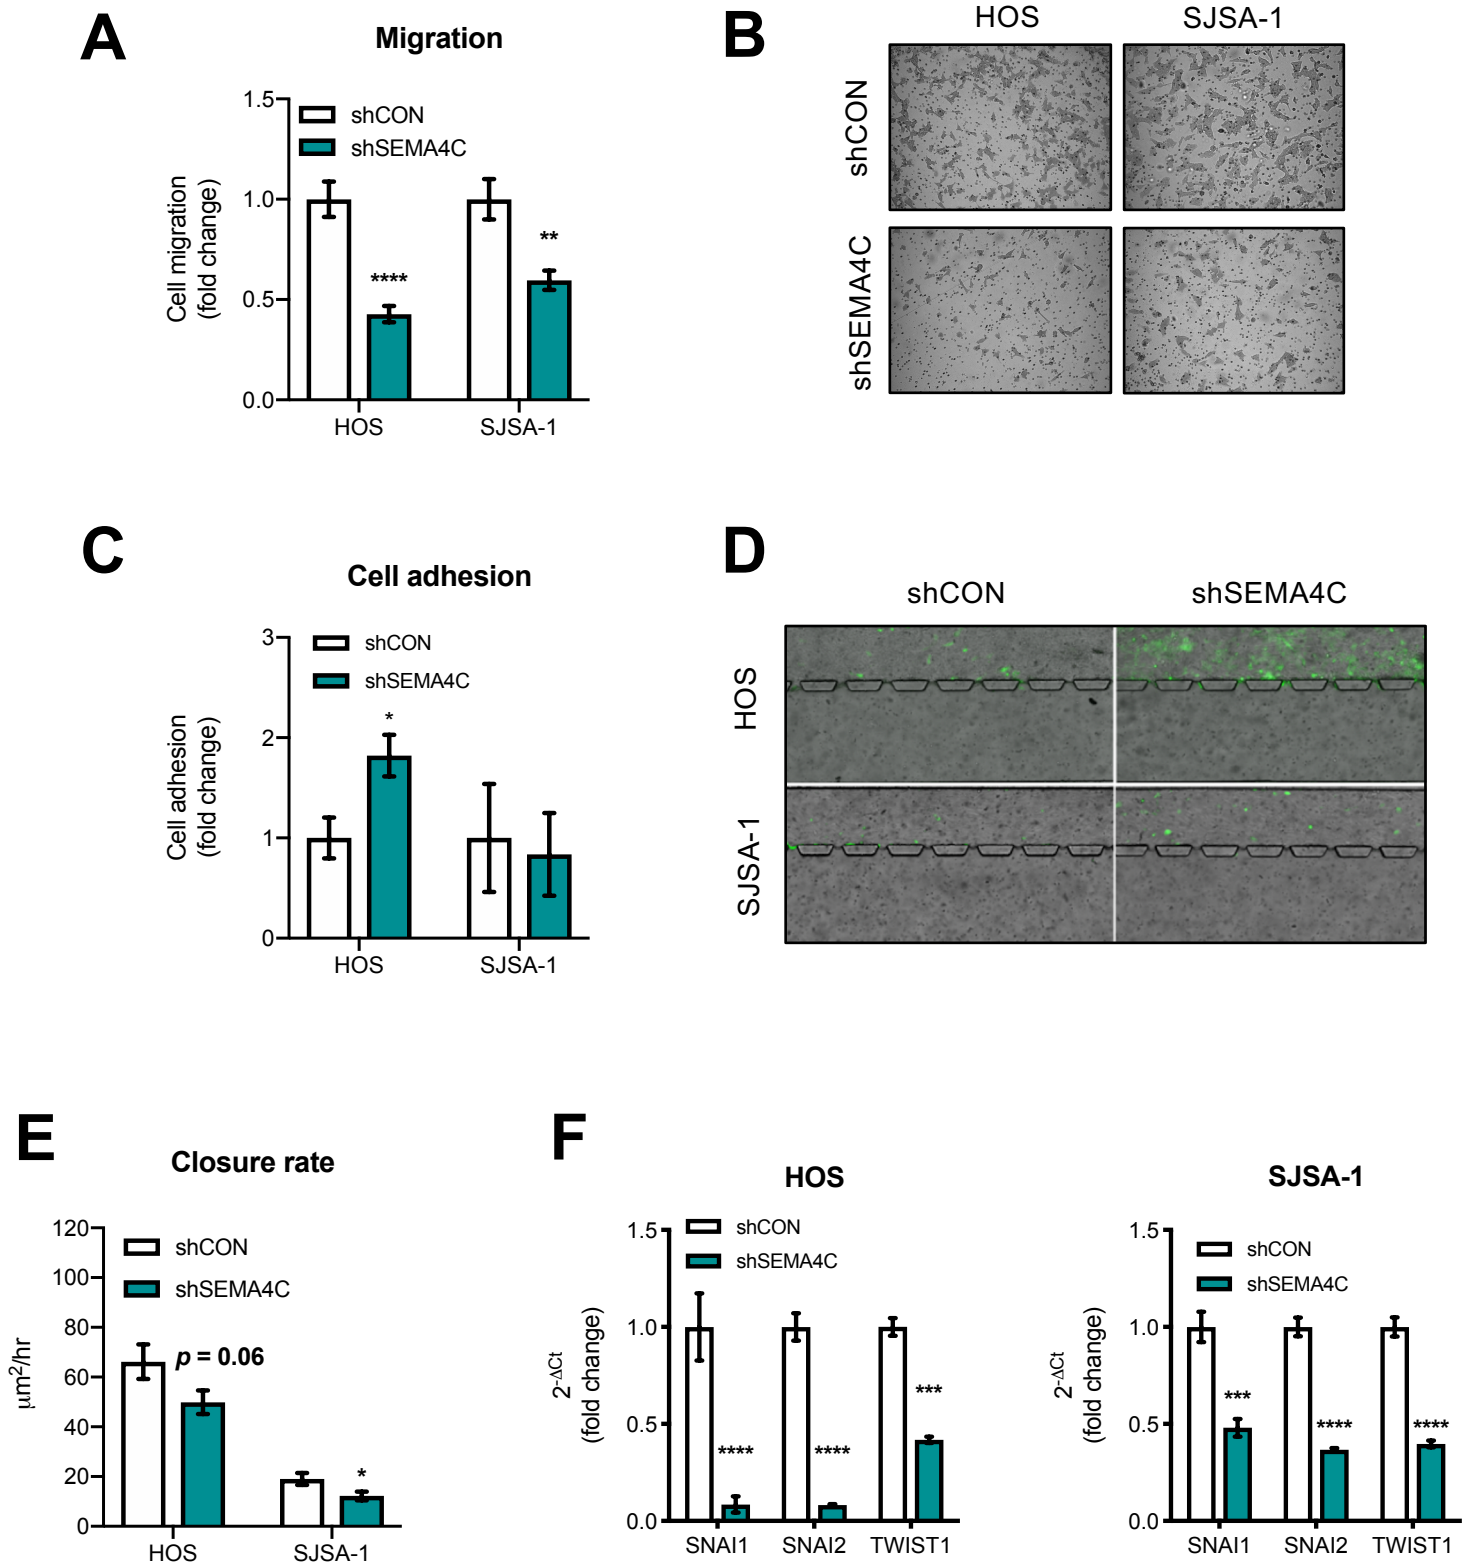 A
Migration
1.5
1.0
0.5
0.0
Cell migration
(fold change)
shCON
shSEMA4C
****
**
HOS
SJSA-1
B
HOS
SJSA-1
shCON
shSEMA4C
C
Cell adhesion
3
2
1
0
Cell adhesion
(fold change)
shCON
shSEMA4C
*
HOS
SJSA-1
D
shCON
shSEMA4C
HOS
SJSA-1
E
Closure rate
120
100
80
60
40
20
0
µm²/hr
shCON
shSEMA4C
p = 0.06
*
HOS
SJSA-1
F
HOS
1.5
1.0
0.5
0.0
2^-ΔCt
(fold change)
shCON
shSEMA4C
****
****
***
SNAI1
SNAI2
TWIST1
SJSA-1
1.5
1.0
0.5
0.0
2^-ΔCt
(fold change)
shCON
shSEMA4C
***
****
****
SNAI1
SNAI2
TWIST1